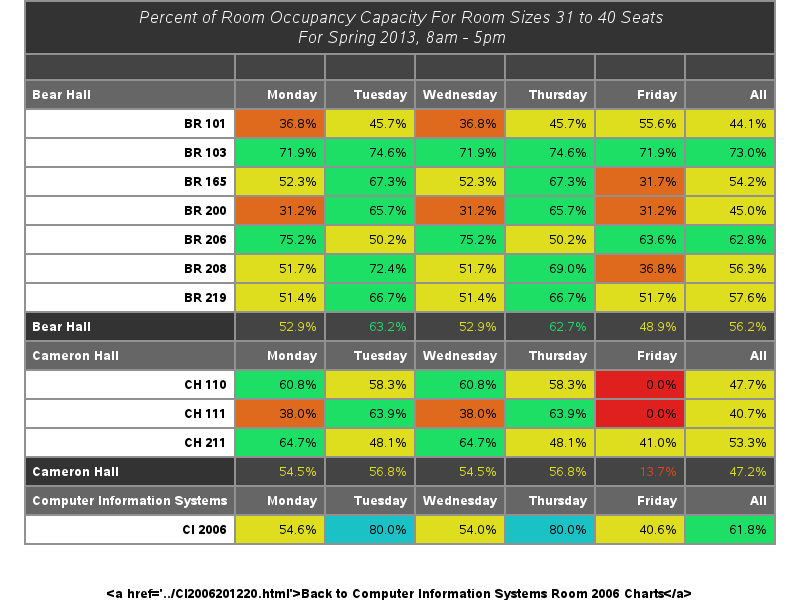 Percent of Room Occupancy Capacity For Room Sizes 31 to 40 Seats
For Spring 2013, 8am - 5pm
Bear Hall Monday Tuesday Wednesday Thursday Friday All
BR 101 36.8% 45.7% 36.8% 45.7% 55.6% 44.1%
BR 103 71.9% 74.6% 71.9% 74.6% 71.9% 73.0%
BR 165 52.3% 67.3% 52.3% 67.3% 31.7% 54.2%
BR 200 31.2% 65.7% 31.2% 65.7% 31.2% 45.0%
BR 206 75.2% 50.2% 75.2% 50.2% 63.6% 62.8%
BR 208 51.7% 72.4% 51.7% 69.0% 36.8% 56.3%
BR 219 51.4% 66.7% 51.4% 66.7% 51.7% 57.6%
Bear Hall 52.9% 63.2% 52.9% 62.7% 48.9% 56.2%
Cameron Hall Monday Tuesday Wednesday Thursday Friday All
CH 110 60.8% 58.3% 60.8% 58.3% 0.0% 47.7%
CH 111 38.0% 63.9% 38.0% 63.9% 0.0% 40.7%
CH 211 64.7% 48.1% 64.7% 48.1% 41.0% 53.3%
Cameron Hall 54.5% 56.8% 54.5% 56.8% 13.7% 47.2%
Computer Information Systems Monday Tuesday Wednesday Thursday Friday All
CI 2006 54.6% 80.0% 54.0% 80.0% 40.6% 61.8%
<a href='../CI2006201220.html'>Back to Computer Information Systems Room 2006 Charts</a>